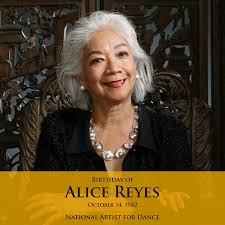 Birthday of
Alice Reyes
October 14, 1942
National Artist for Dance